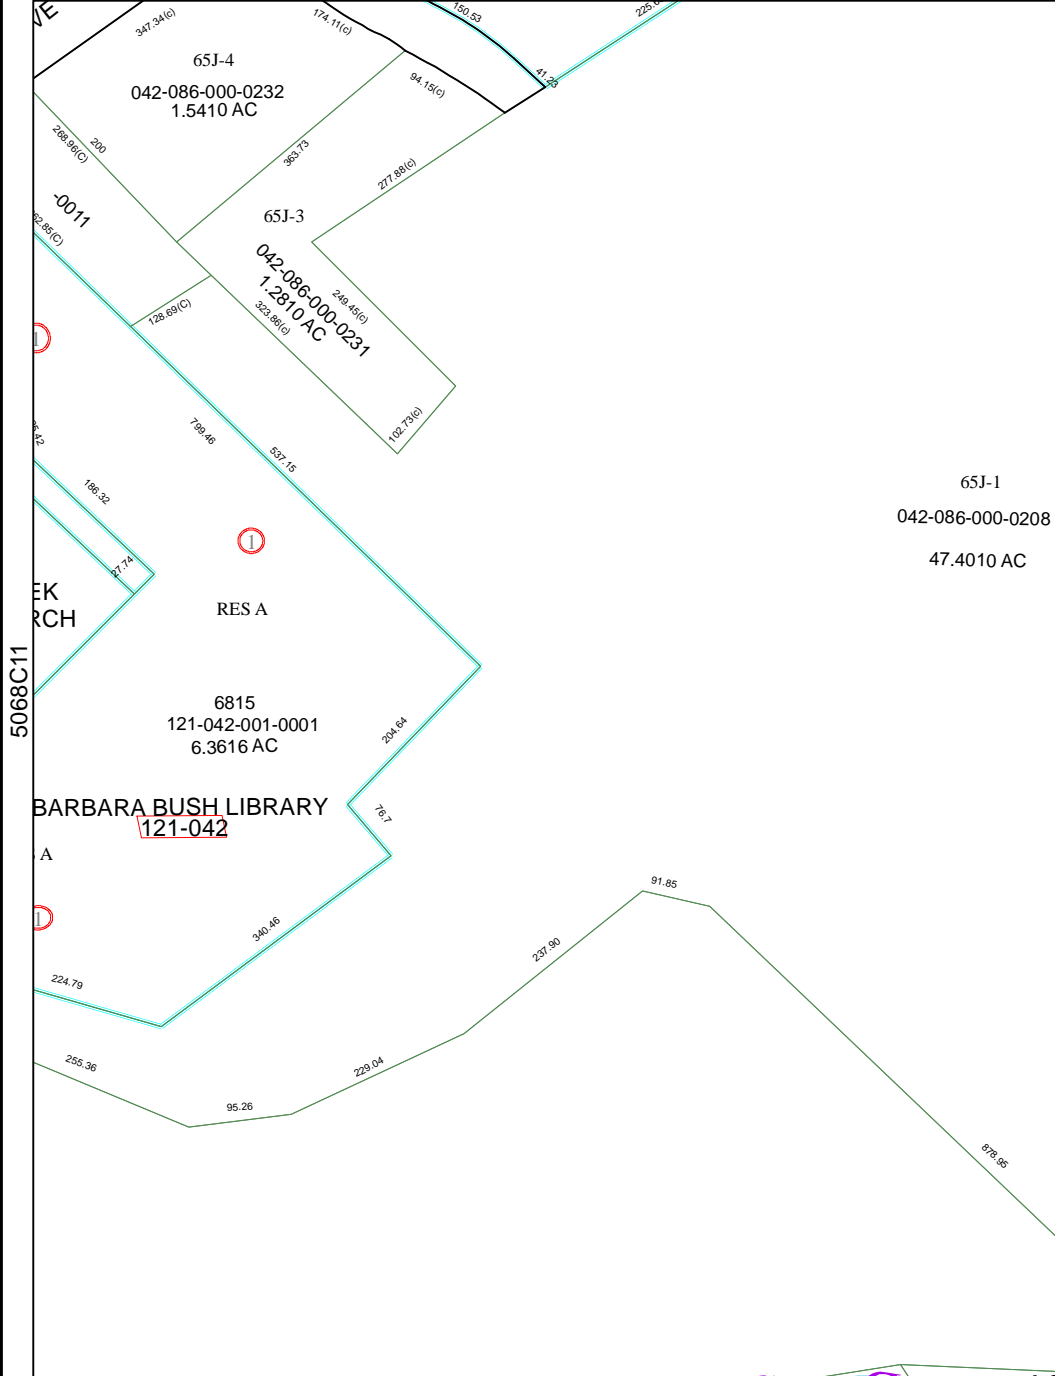 VE
347.34(c)
174.11(c)
150.53
41.23
65J-4
042-086-000-0232
1.5410 AC
94.15(c)
268.96(C)
200
363.73
277.88(c)
-0011
62.85(C)
65J-3
042-086-000-0231
1.2810 AC
249.45(c)
323.86(c)
128.69(C)
1
102.73(c)
799.46
537.15
186.32
65J-1
042-086-000-0208
47.4010 AC
1
27.74
EK
RCH
RES A
5068C11
6815
121-042-001-0001
6.3616 AC
204.64
76.7
BARBARA BUSH LIBRARY
121-042
A
1
340.46
91.85
237.90
224.79
255.36
95.26
229.04
878.95